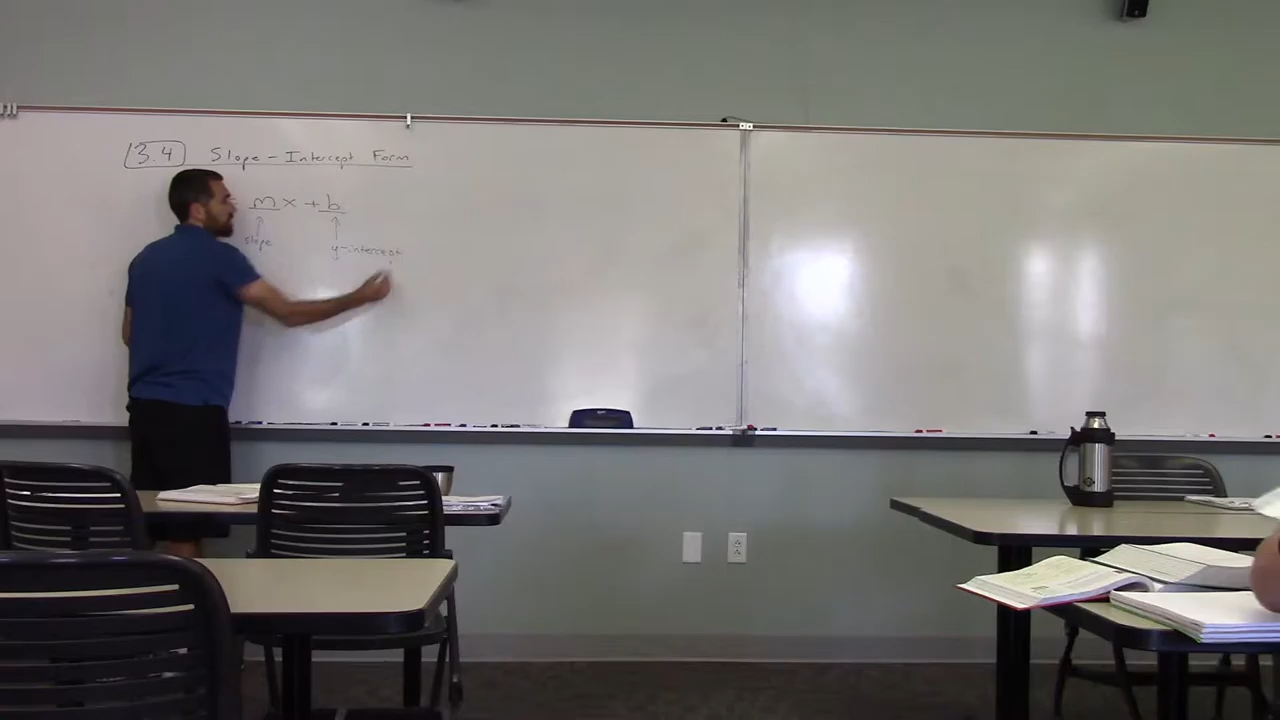 3.4 Slope-Intercept Form
= mx + b
slope
y-intercept